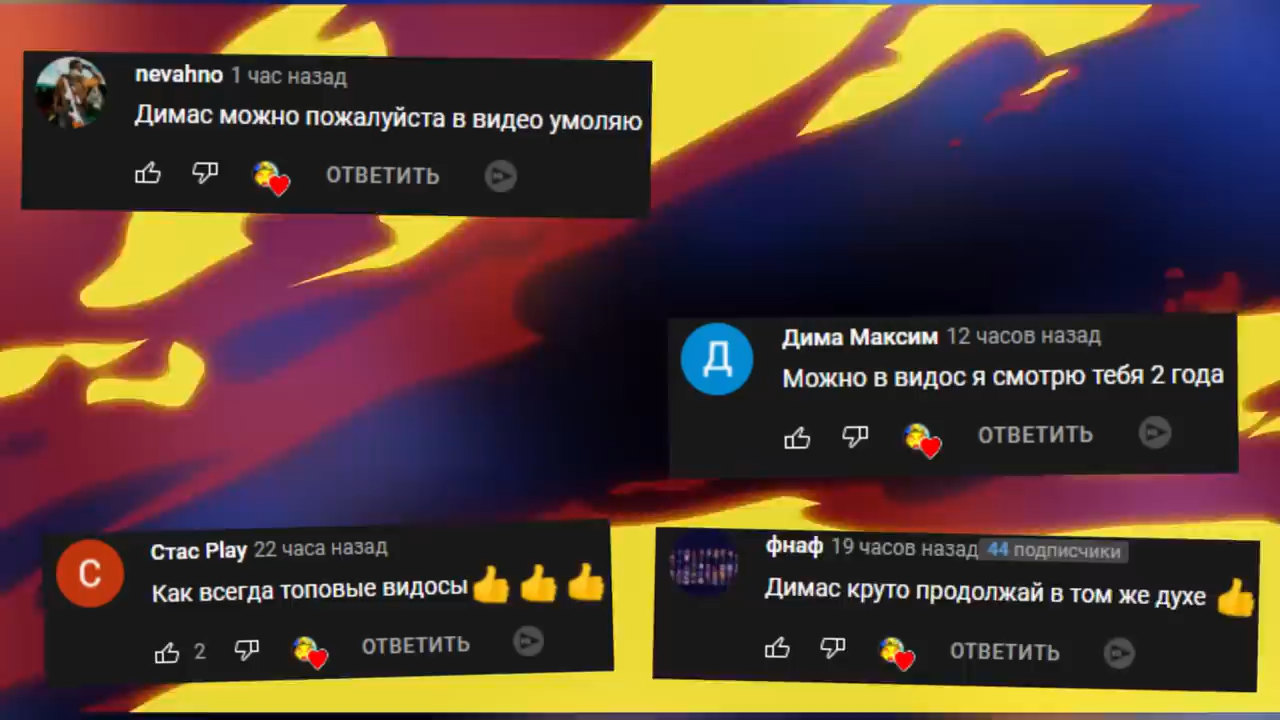 nevahno 1 час назад
Димас можно пожалуйста в видео умоляю
ОТВЕТИТЬ
Дима Максим 12 часов назад
Д
Можно в видос я смотрю тебя 2 года
ОТВЕТИТЬ
Стас Play 22 часа назад
С
Как всегда топовые видосы
2
ОТВЕТИТЬ
фнаф 19 часов назад 44 подписчики
Димас круто продолжай в том же духе
ОТВЕТИТЬ